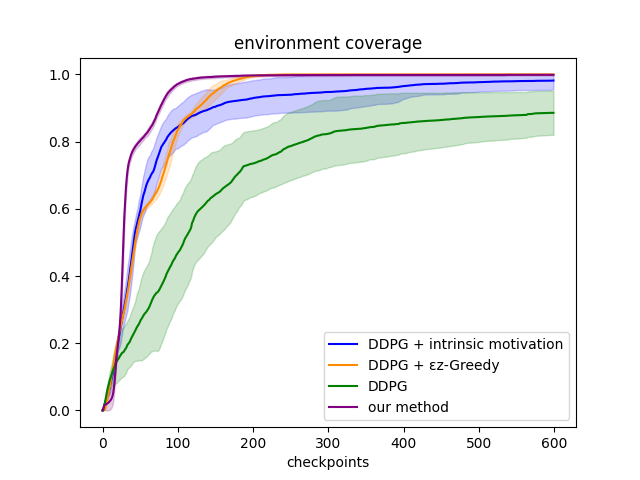 environment coverage
1.0
0.8
0.6
0.4
0.2
0.0
DDPG + intrinsic motivation
DDPG + εz-Greedy
DDPG
our method
0 100 200 300 400 500 600
checkpoints